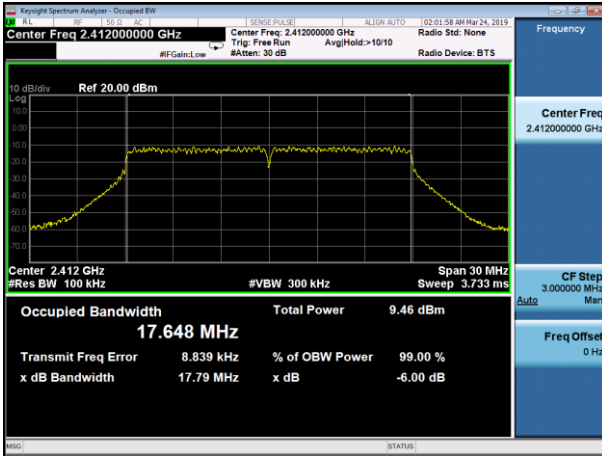 Keysight Spectrum Analyzer - Occupied BW
RL RF 50 Ω AC SENSE:PULSE ALIGN AUTO 02:01:58 AM Mar 24, 2019
Center Freq 2.412000000 GHz
Center Freq: 2.412000000 GHz
Radio Std: None
Trig: Free Run Avg|Hold:>10/10
#IFGain:Low
#Atten: 30 dB
Radio Device: BTS
Frequency
10 dB/div Ref 20.00 dBm
Log
10.0
0.00
-10.0
-20.0
-30.0
-40.0
-50.0
-60.0
-70.0
Center 2.412 GHz Span 30 MHz
#Res BW 100 kHz #VBW 300 kHz Sweep 3.733 ms
Occupied Bandwidth Total Power 9.46 dBm
17.648 MHz
Transmit Freq Error 8.839 kHz % of OBW Power 99.00 %
x dB Bandwidth 17.79 MHz x dB -6.00 dB
Center Freq
2.412000000 GHz
CF Step
3.000000 MHz
Auto Man
Freq Offset
0 Hz
MSG STATUS